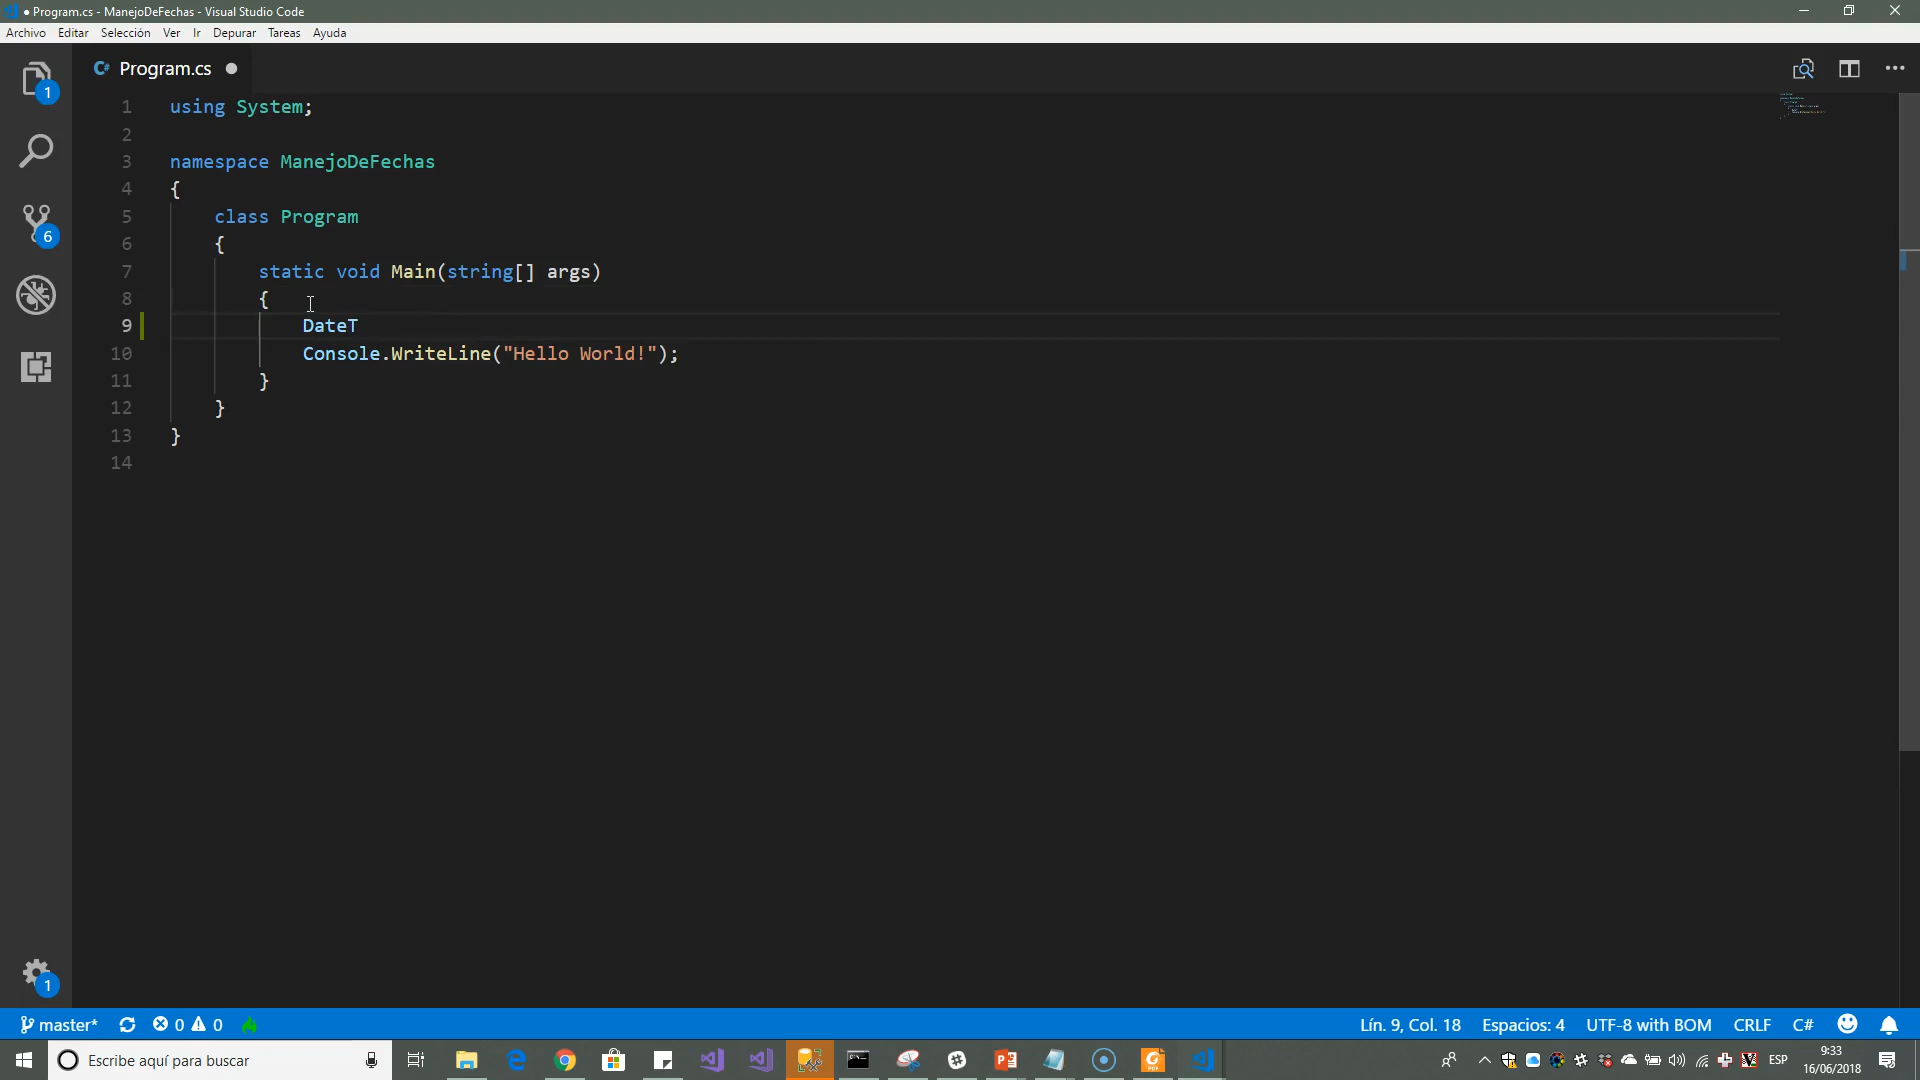 ● Program.cs - ManejoDeFechas - Visual Studio Code
Archivo Editar Selección Ver Ir Depurar Tareas Ayuda
1
6
1
C# Program.cs ●
1 using System;
2
3 namespace ManejoDeFechas
4 {
5 class Program
6 {
7 static void Main(string[] args)
8 {
9 DateT
10 Console.WriteLine("Hello World!");
11 }
12 }
13 }
14
master* 0 0 Lín. 9, Col. 18 Espacios: 4 UTF-8 with BOM CRLF C#
Escribe aquí para buscar
ESP
9:33
16/06/2018